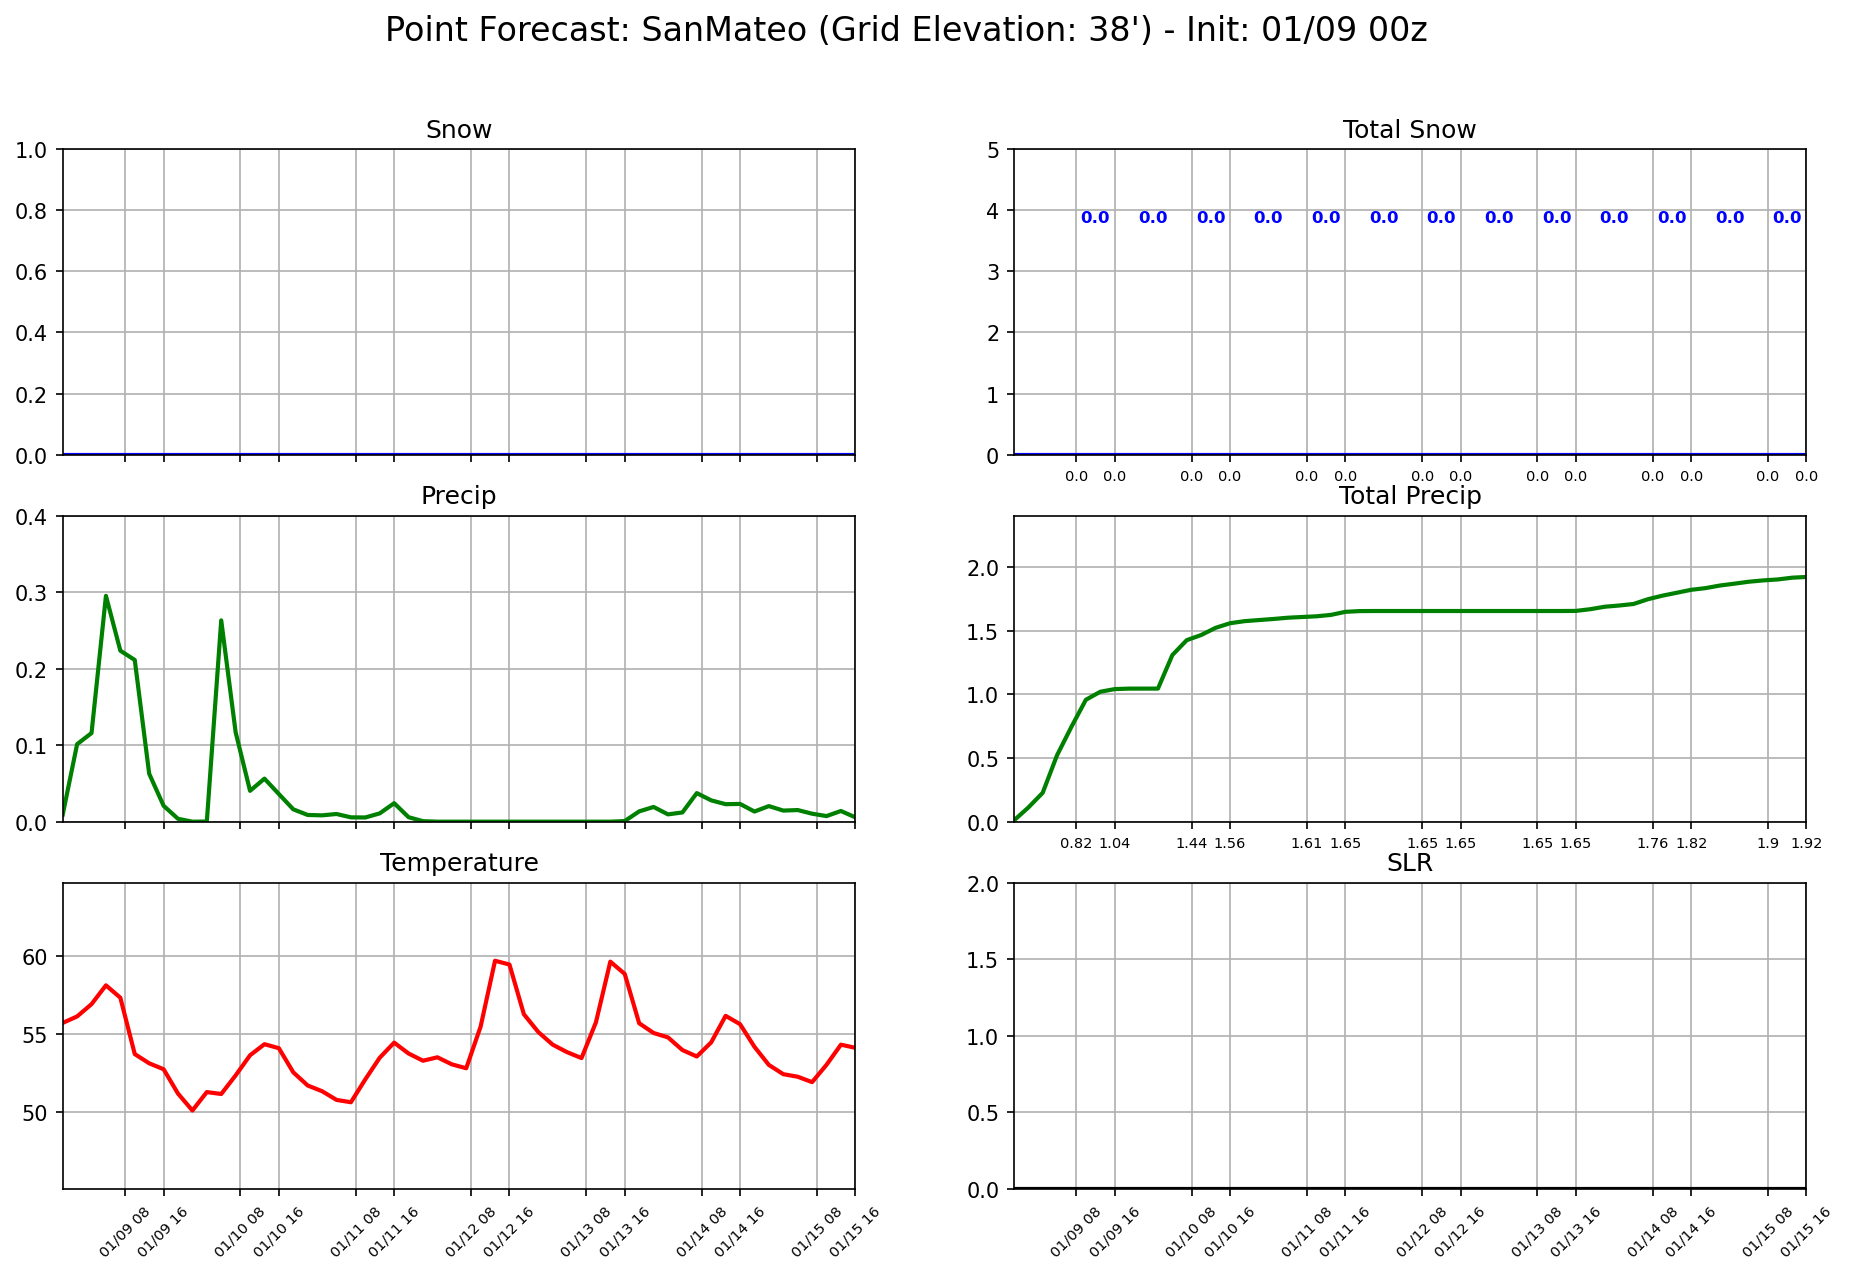 Point Forecast: SanMateo (Grid Elevation: 38') - Init: 01/09 00z
Snow
1.0
0.8
0.6
0.4
0.2
0.0
Total Snow
5
4
3
2
1
0
0.0 0.0 0.0 0.0 0.0 0.0 0.0 0.0 0.0 0.0 0.0 0.0 0.0
0.0 0.0 0.0 0.0 0.0 0.0 0.0 0.0 0.0 0.0 0.0 0.0 0.0 0.0
Precip
0.4
0.3
0.2
0.1
0.0
Total Precip
2.0
1.5
1.0
0.5
0.0
0.82 1.04 1.44 1.56 1.61 1.65 1.65 1.65 1.65 1.65 1.76 1.82 1.9 1.92
Temperature
60
55
50
01/09 08 01/09 16 01/10 08 01/10 16 01/11 08 01/11 16 01/12 08 01/12 16 01/13 08 01/13 16 01/14 08 01/14 16 01/15 08 01/15 16
SLR
2.0
1.5
1.0
0.5
0.0
01/09 08 01/09 16 01/10 08 01/10 16 01/11 08 01/11 16 01/12 08 01/12 16 01/13 08 01/13 16 01/14 08 01/14 16 01/15 08 01/15 16